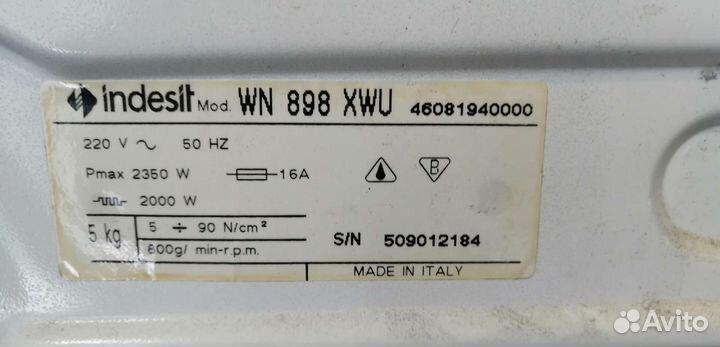 indesit Mod. WN 898 XWU 46081940000
220 V ~ 50 HZ
Pmax 2350 W 16A
B
2000 W
5 kg
5 ÷ 90 N/cm²
800g/ min-r.p.m.
S/N 509012184
MADE IN ITALY
Avito